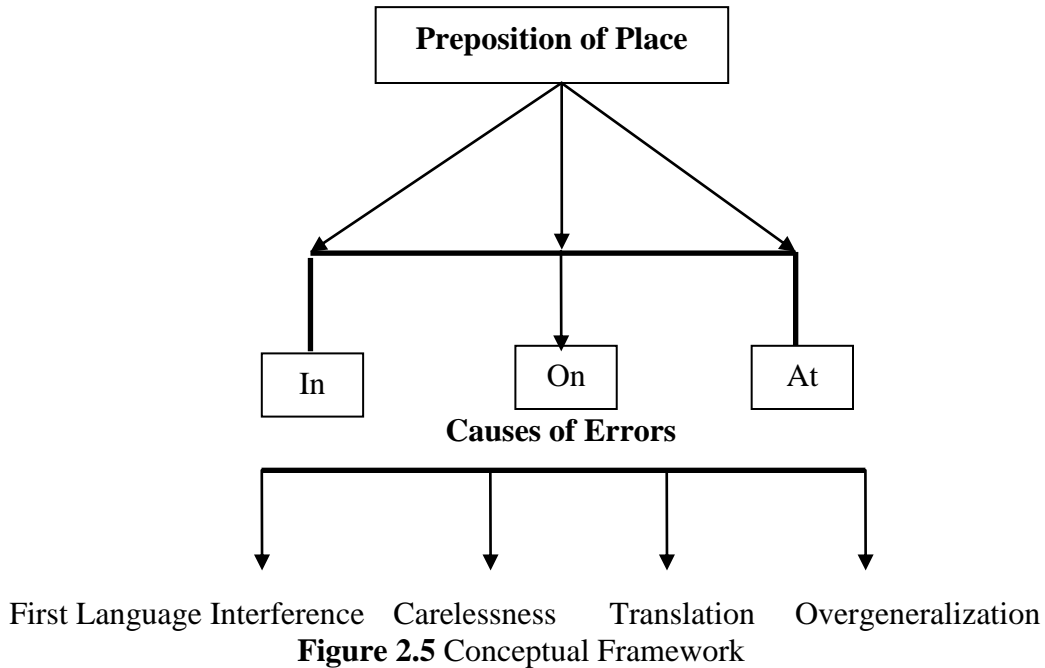 Preposition of Place
In On At
Causes of Errors
First Language Interference Carelessness Translation Overgeneralization
Figure 2.5 Conceptual Framework